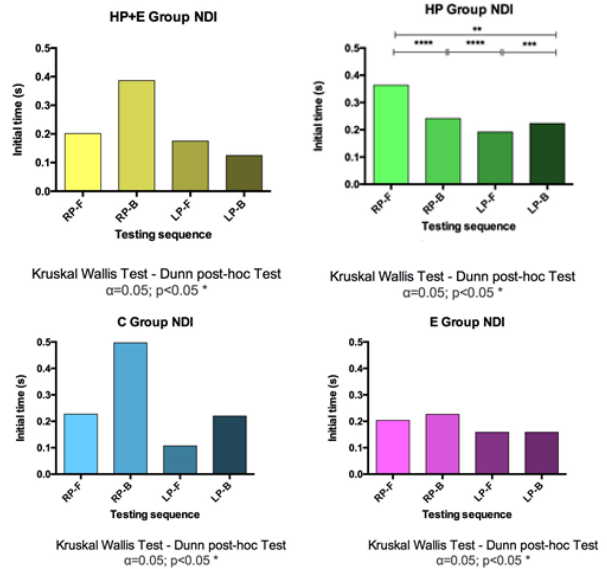 HP+E Group NDI
Initial time (s)
0.5
0.4
0.3
0.2
0.1
0.0
RP-F
RP-B
LP-F
LP-B
Testing sequence
Kruskal Wallis Test - Dunn post-hoc Test
α=0.05; p<0.05 *
HP Group NDI
**
**** **** ***
Initial time (s)
0.5
0.4
0.3
0.2
0.1
0.0
RP-F
RP-B
LP-F
LP-B
Testing sequence
Kruskal Wallis Test - Dunn post-hoc Test
α=0.05; p<0.05 *
C Group NDI
Initial time (s)
0.5
0.4
0.3
0.2
0.1
0.0
RP-F
RP-B
LP-F
LP-B
Testing sequence
Kruskal Wallis Test - Dunn post-hoc Test
α=0.05; p<0.05 *
E Group NDI
Initial time (s)
0.5
0.4
0.3
0.2
0.1
0.0
RP-F
RP-B
LP-F
LP-B
Testing sequence
Kruskal Wallis Test - Dunn post-hoc Test
α=0.05; p<0.05 *